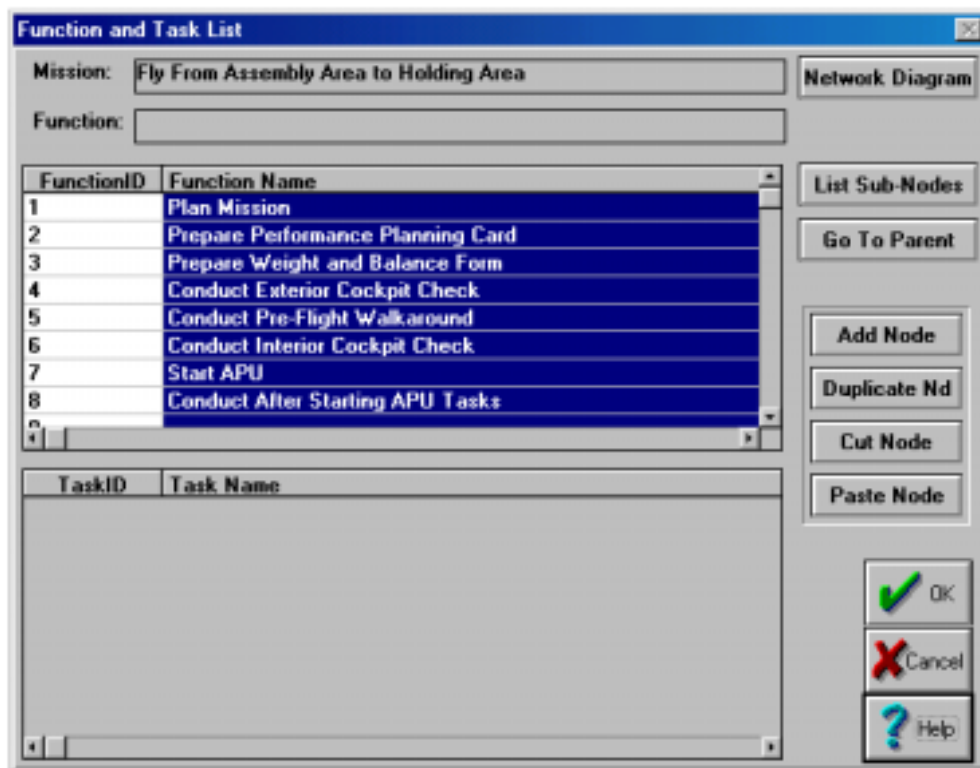 Function and Task List
Mission: Fly From Assembly Area to Holding Area
Network Diagram
Function:
FunctionID Function Name
1 Plan Mission
2 Prepare Performance Planning Card
3 Prepare Weight and Balance Form
4 Conduct Exterior Cockpit Check
5 Conduct Pre-Flight Walkaround
6 Conduct Interior Cockpit Check
7 Start APU
8 Conduct After Starting APU Tasks
List Sub-Nodes
Go To Parent
Add Node
Duplicate Nd
Cut Node
Paste Node
TaskID Task Name
OK
Cancel
? Help